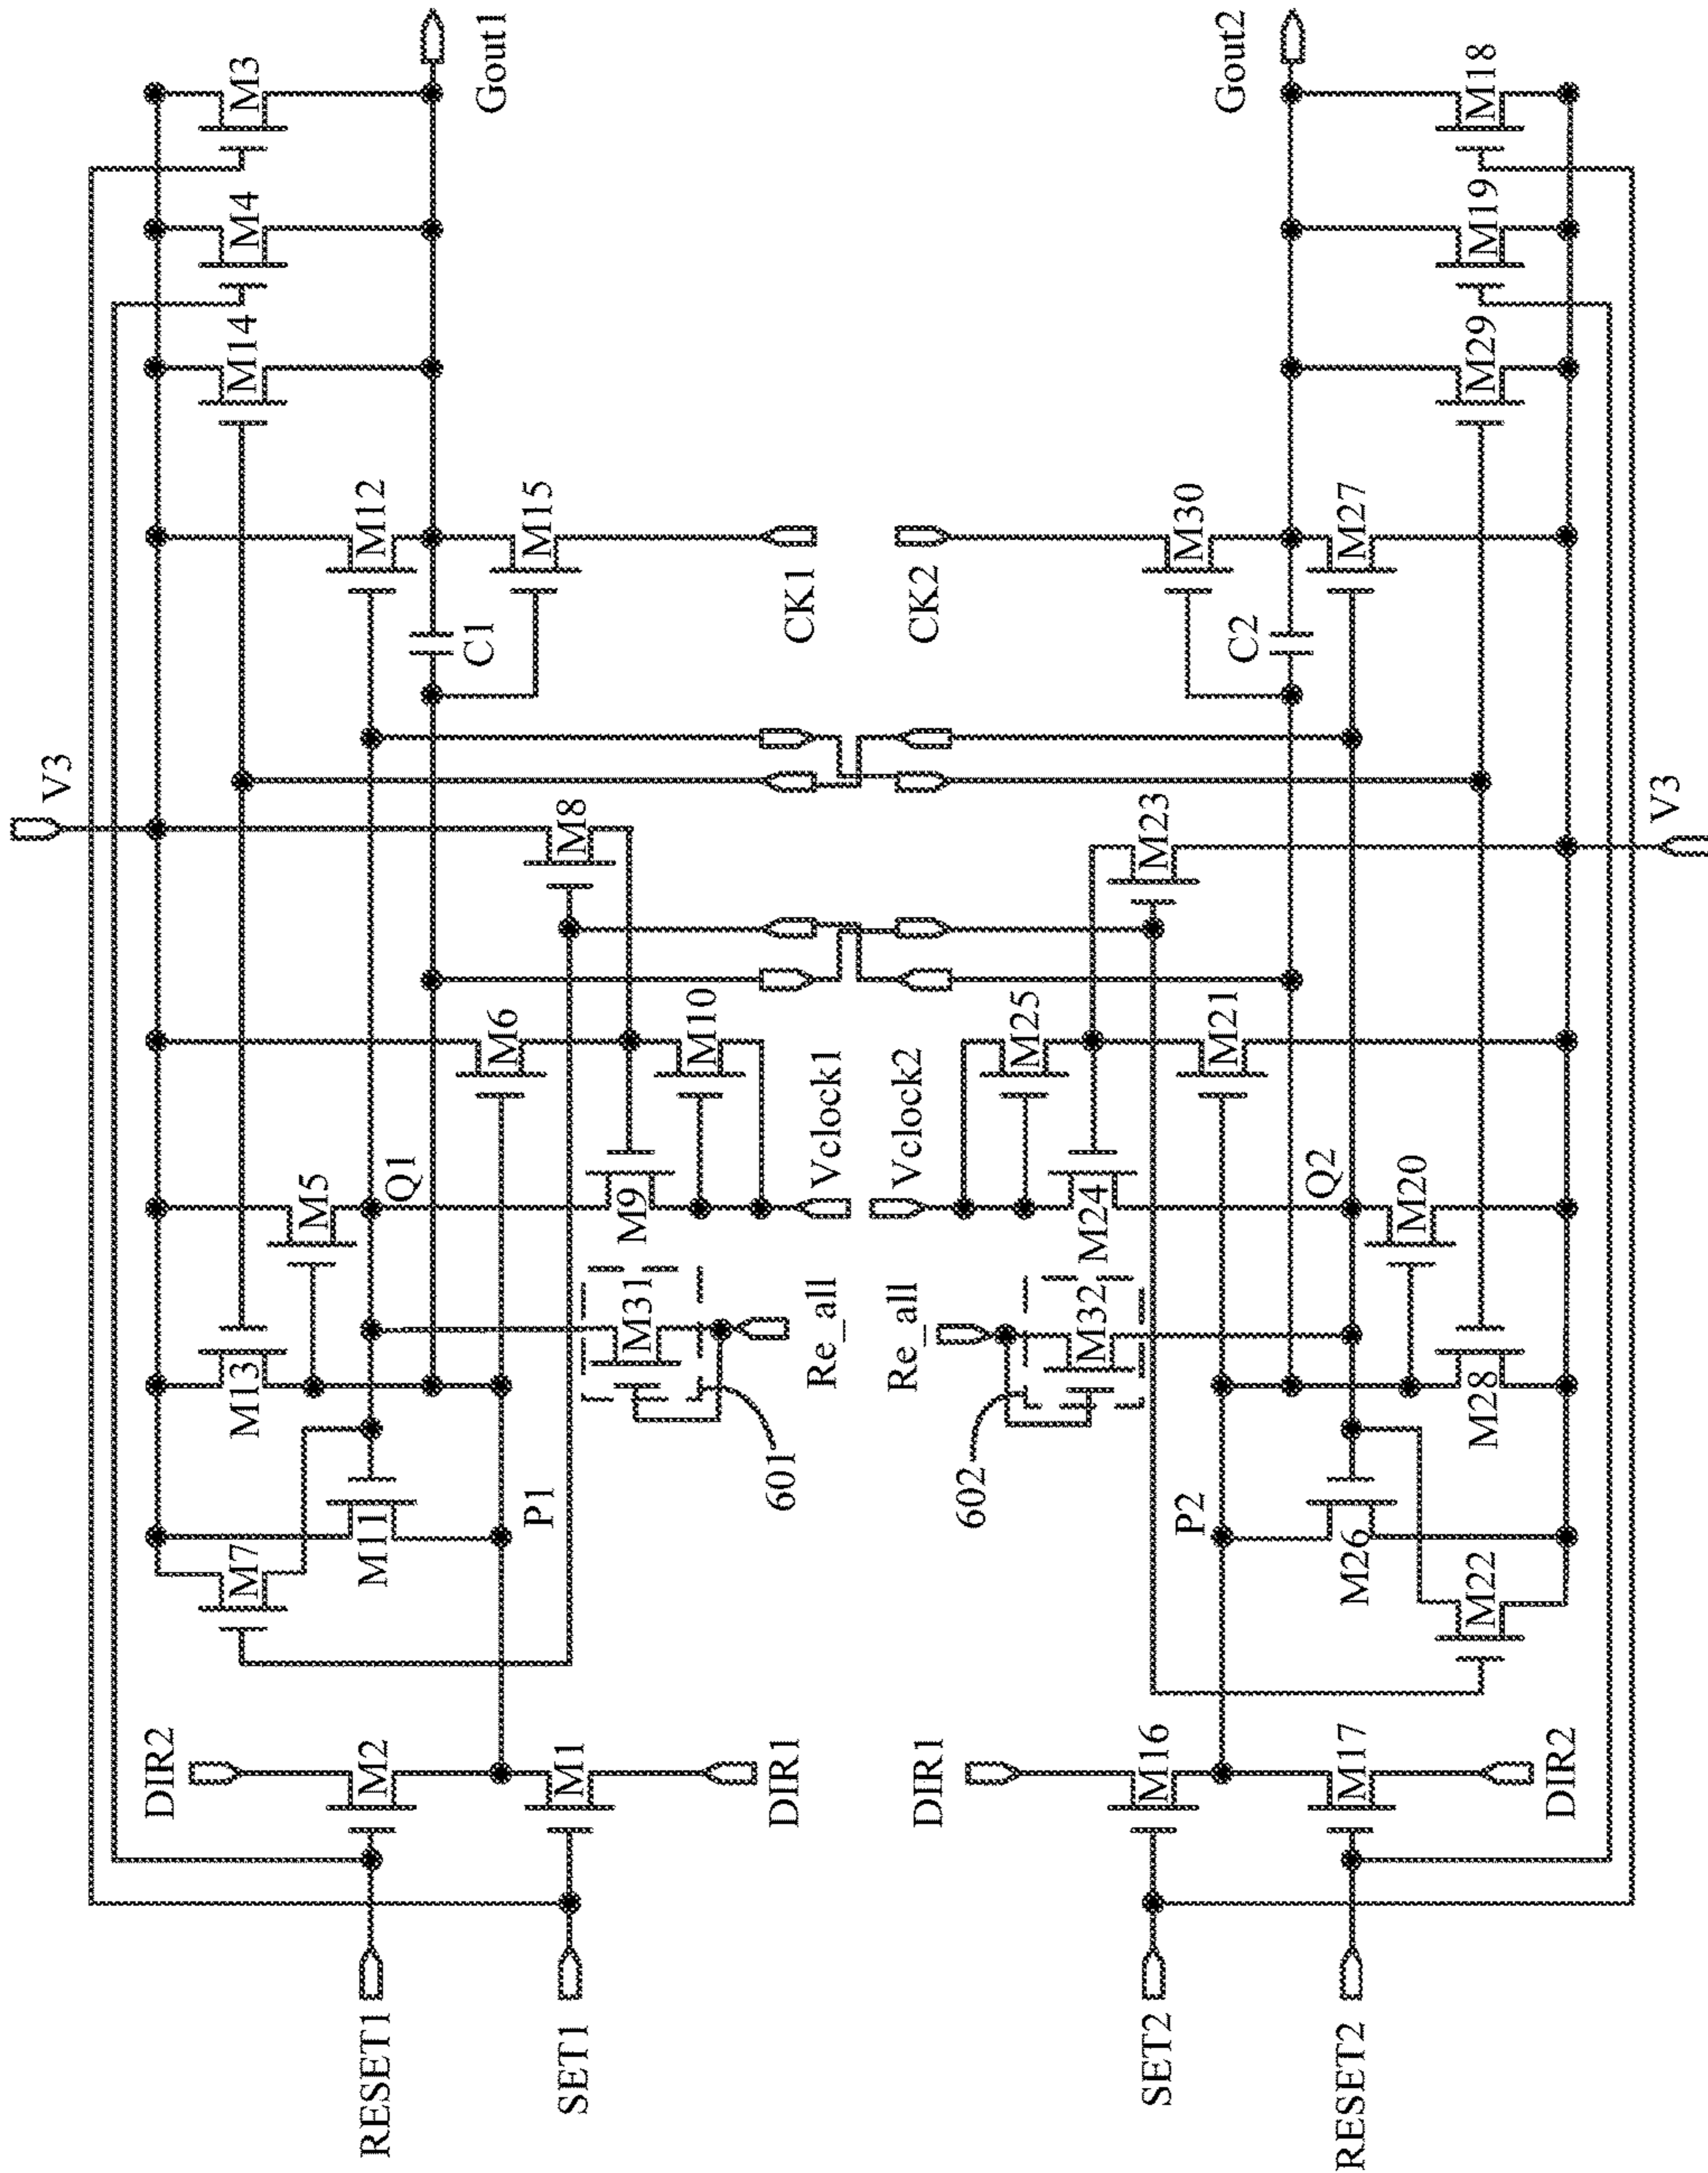 V3
M3
Gout1
M4
M14
M12
M15
C1
CK1
M8
M6
M10
Vclock1
M5
Q1
M9
M31
Re_all
601
M13
M11
M7
P1
DIR2
M2
M1
DIR1
RESET1
SET1
Gout2
M18
M19
M29
M30
M27
CK2
C2
M23
V3
M25
M21
Vclock2
M24
Q2
M20
M32
Re_all
602
M28
M26
M22
P2
DIR1
M16
M17
DIR2
SET2
RESET2